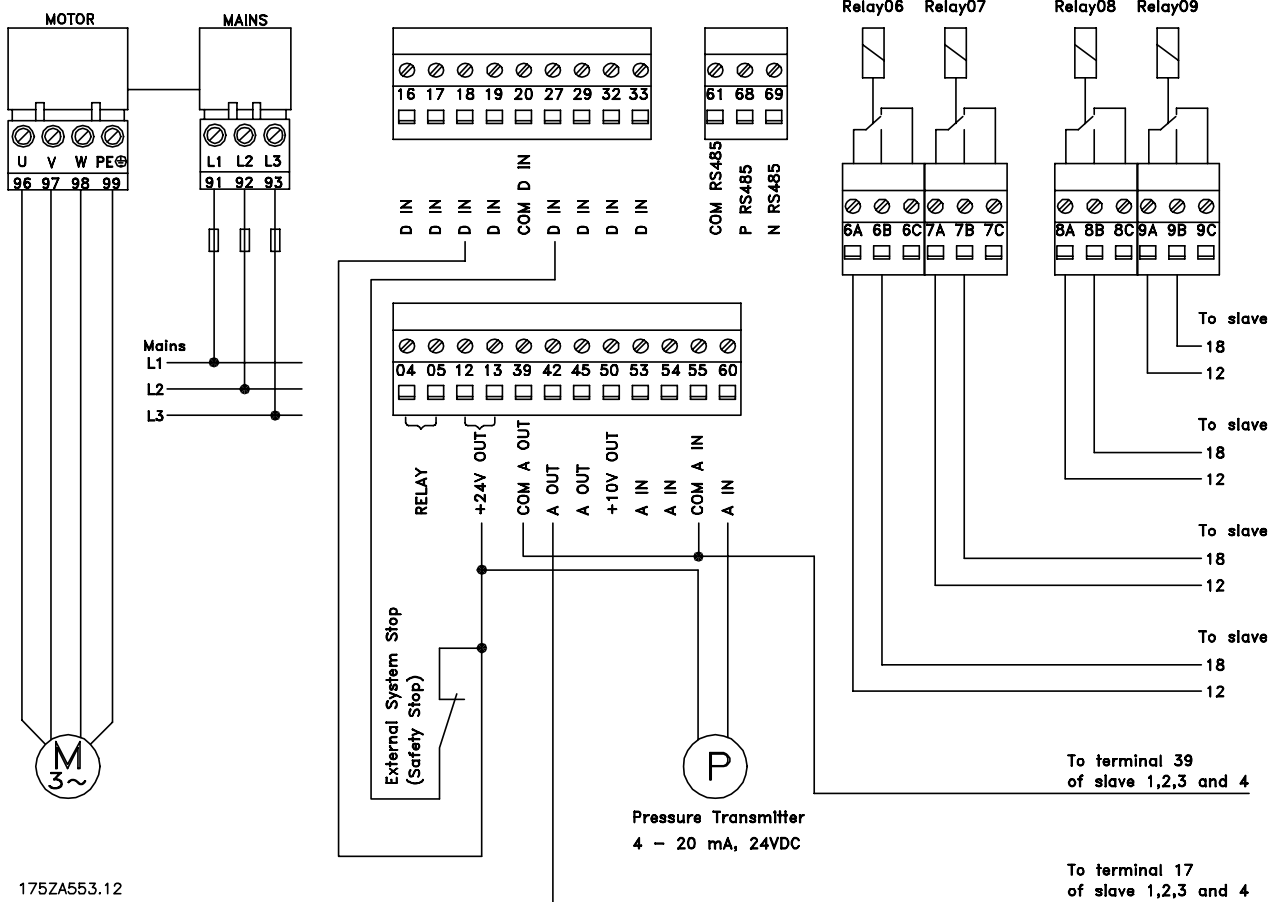 MOTOR
MAINS
Relay06 Relay07 Relay08 Relay09
U V W PE
96 97 98 99
L1 L2 L3
91 92 93
16 17 18 19 20 27 29 32 33
61 68 69
D IN
D IN
D IN
D IN
COM D IN
D IN
D IN
D IN
D IN
COM RS485
P RS485
N RS485
6A 6B 6C 7A 7B 7C
8A 8B 8C 9A 9B 9C
Mains
L1
L2
L3
04 05 12 13 39 42 45 50 53 54 55 60
RELAY
+24V OUT
COM A OUT
A OUT
A OUT
+10V OUT
A IN
A IN
COM A IN
A IN
To slave
18
12
To slave
18
12
To slave
18
12
To slave
18
12
External System Stop
(Safety Stop)
M
3~
P
Pressure Transmitter
4 – 20 mA, 24VDC
To terminal 39
of slave 1,2,3 and 4
To terminal 17
of slave 1,2,3 and 4
175ZA553.12